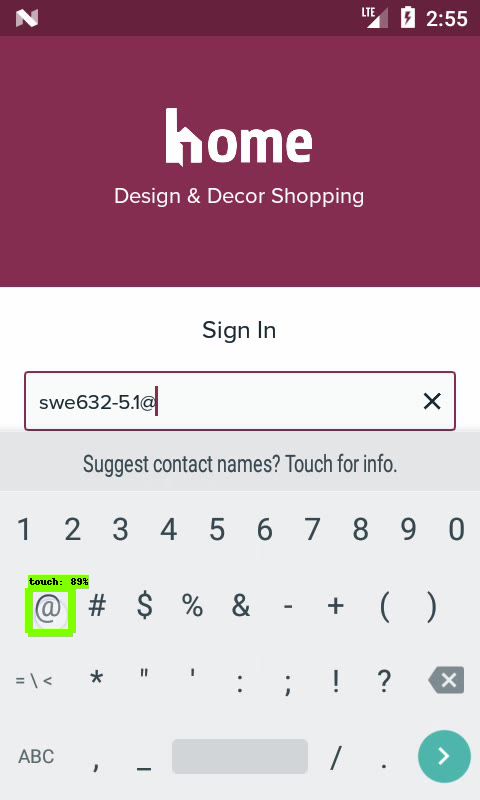 LTE 2:55
home
Design & Decor Shopping
Sign In
swe632-5.1@
Suggest contact names? Touch for info.
1 2 3 4 5 6 7 8 9 0
touch: 89%
@ # $ % & - + ( )
= \ < * " ' : ; ! ?
ABC , _ / .